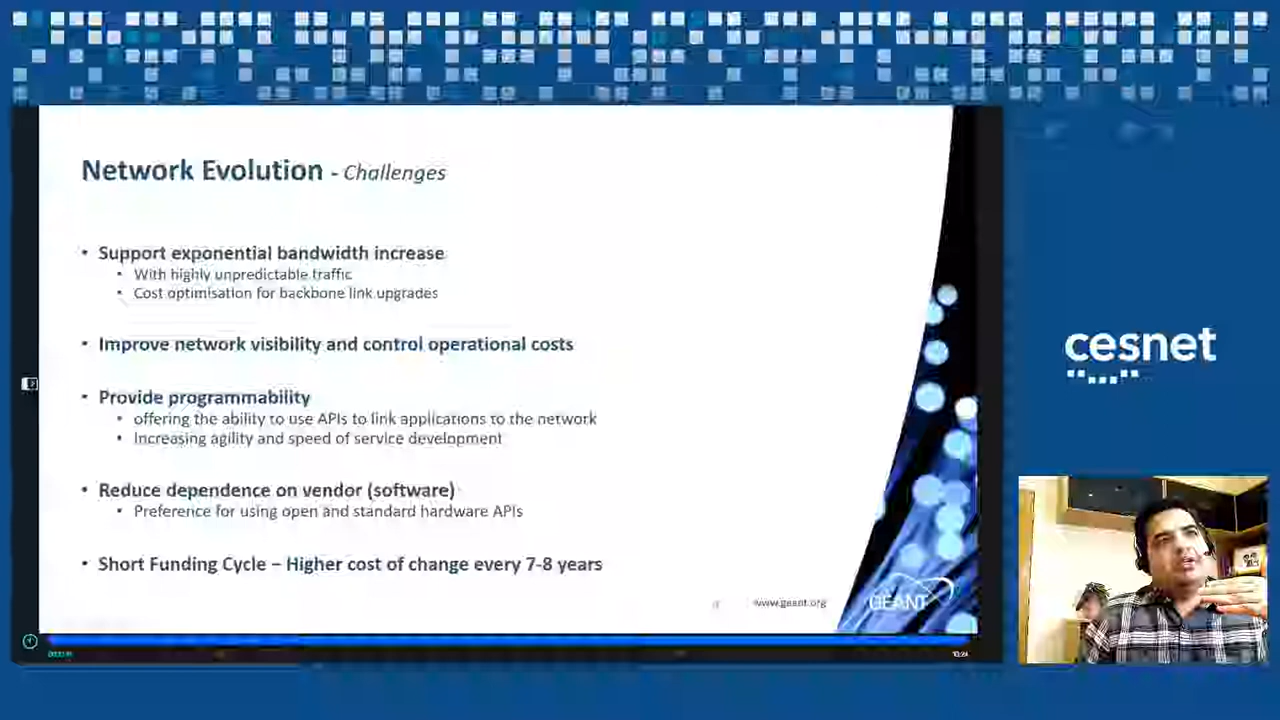 Network Evolution - Challenges
• Support exponential bandwidth increase
• With highly unpredictable traffic
• Cost optimisation for backbone link upgrades
• Improve network visibility and control operational costs
• Provide programmability
• offering the ability to use APIs to link applications to the network
• Increasing agility and speed of service development
• Reduce dependence on vendor (software)
• Preference for using open and standard hardware APIs
• Short Funding Cycle – Higher cost of change every 7-8 years
www.geant.org
GEANT
cesnet